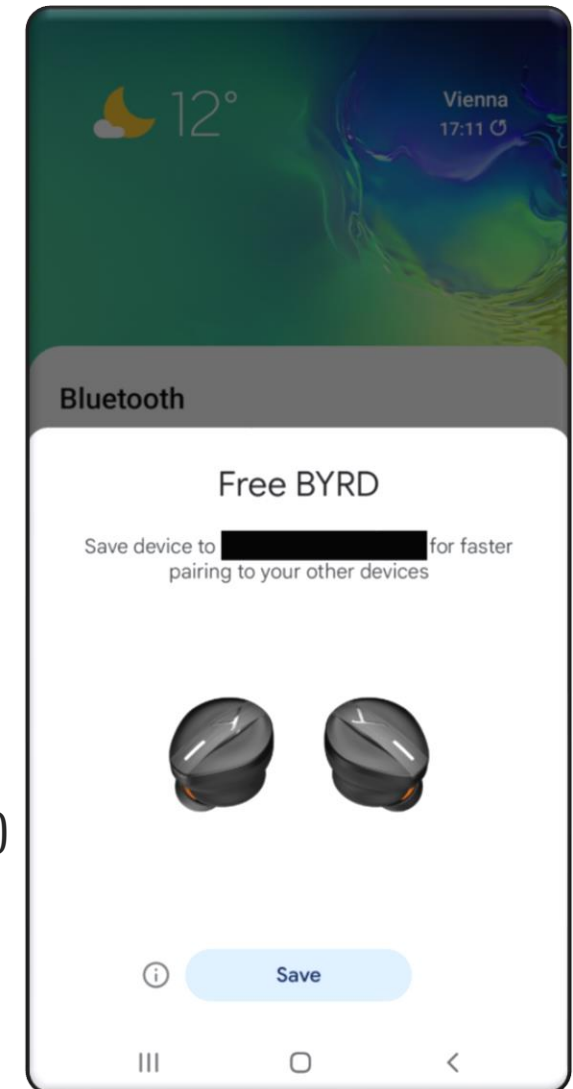 12°
Vienna
17:11
Bluetooth
Free BYRD
Save device to for faster
pairing to your other devices
Save
)